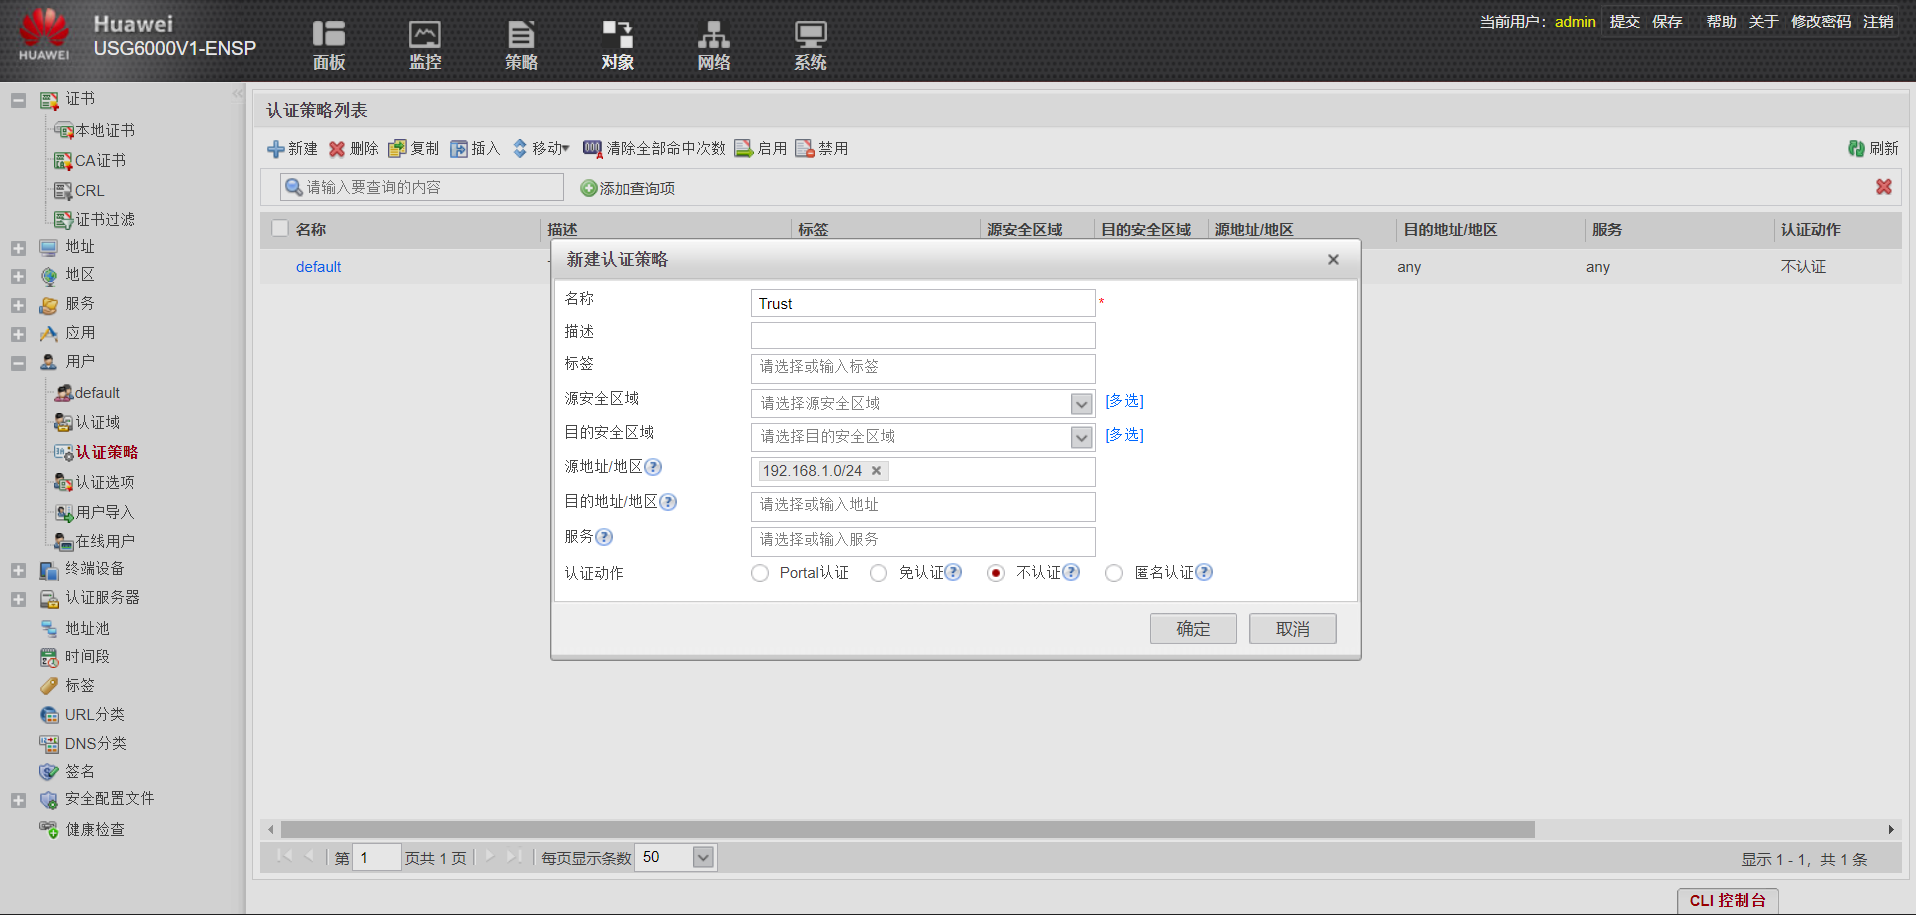 Huawei
USG6000V1-ENSP
HUAWEI
面板
监控
策略
对象
网络
系统
当前用户：admin 提交 保存 帮助 关于 修改密码 注销
证书
本地证书
CA证书
CRL
证书过滤
地址
地区
服务
应用
用户
default
认证域
认证策略
认证选项
用户导入
在线用户
终端设备
认证服务器
地址池
时间段
标签
URL分类
DNS分类
签名
安全配置文件
健康检查
认证策略列表
新建 删除 复制 插入 移动 清除全部命中次数 启用 禁用 刷新
请输入要查询的内容 添加查询项
名称 描述 标签 源安全区域 目的安全区域 源地址/地区 目的地址/地区 服务 认证动作
default any any 不认证
新建认证策略
名称 Trust *
描述
标签 请选择或输入标签
源安全区域 请选择源安全区域 [多选]
目的安全区域 请选择目的安全区域 [多选]
源地址/地区 192.168.1.0/24
目的地址/地区 请选择或输入地址
服务 请选择或输入服务
认证动作 Portal认证 免认证 不认证 匿名认证
确定 取消
第 1 页共 1 页 每页显示条数 50 显示 1 - 1，共 1 条
CLI 控制台